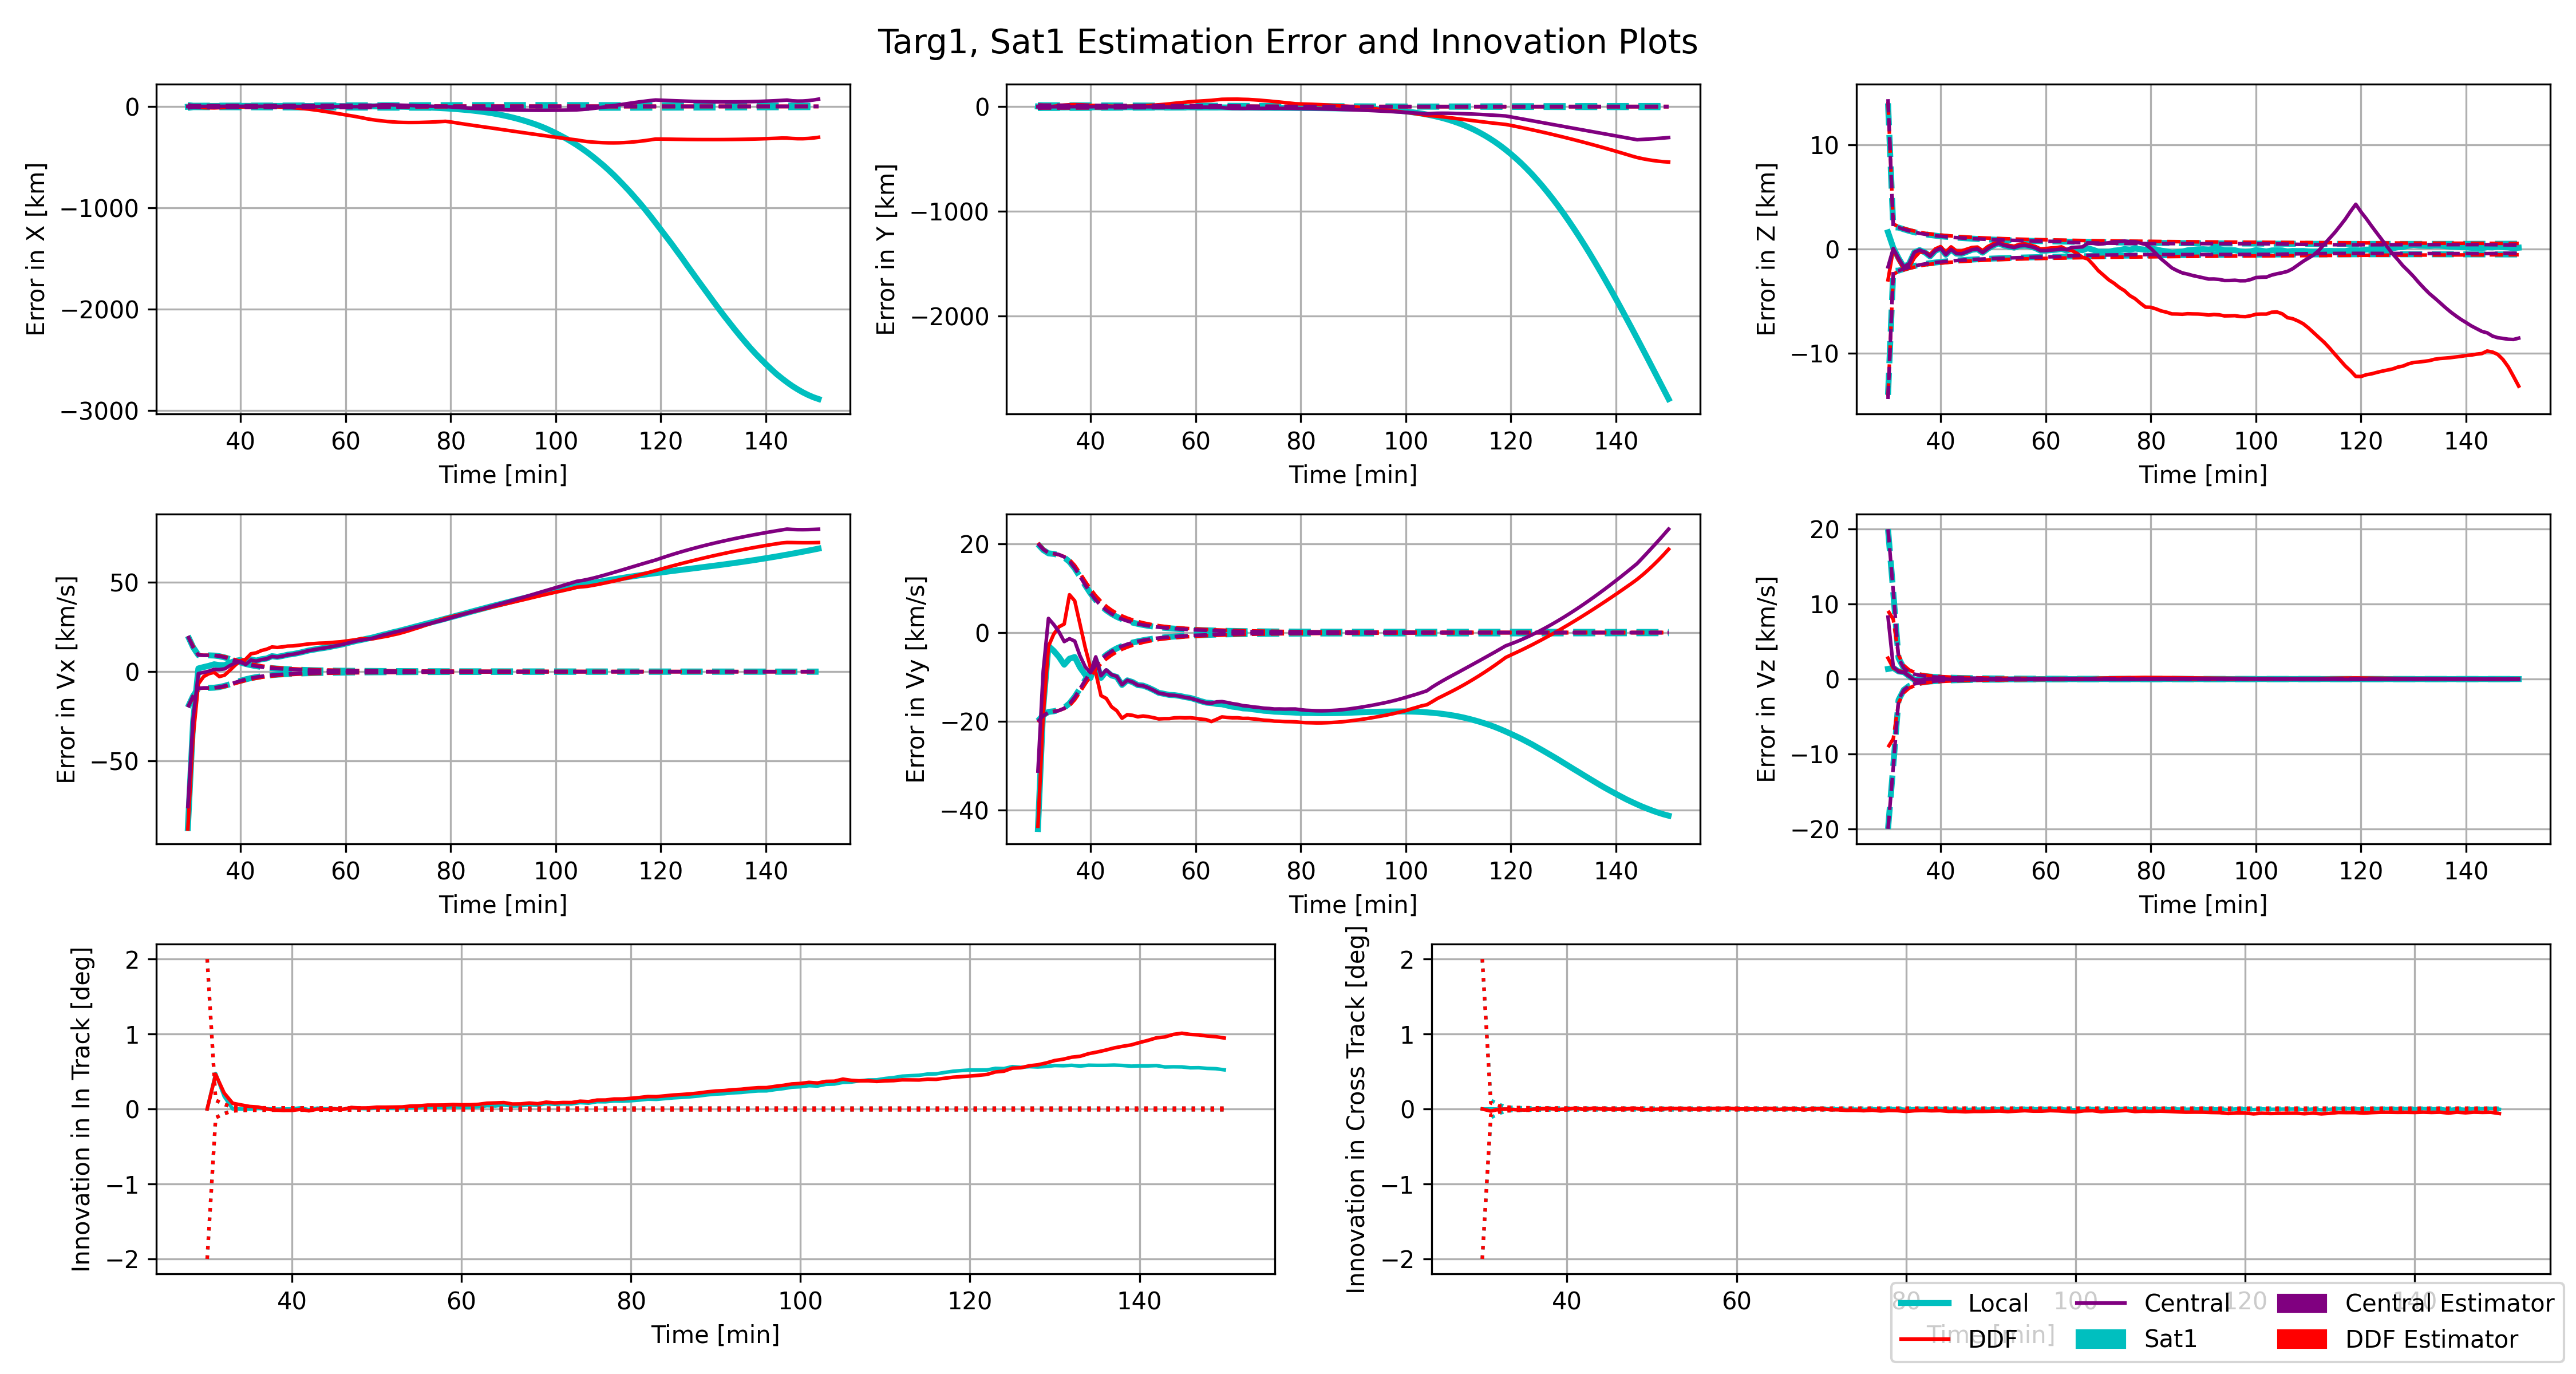 Targ1, Sat1 Estimation Error and Innovation Plots
Error in X [km]
0
−1000
−2000
−3000
40 60 80 100 120 140
Time [min]
Error in Y [km]
0
−1000
−2000
40 60 80 100 120 140
Time [min]
Error in Z [km]
10
0
−10
40 60 80 100 120 140
Time [min]
Error in Vx [km/s]
50
0
−50
40 60 80 100 120 140
Time [min]
Error in Vy [km/s]
20
0
−20
−40
40 60 80 100 120 140
Time [min]
Error in Vz [km/s]
20
10
0
−10
−20
40 60 80 100 120 140
Time [min]
Innovation in In Track [deg]
2
1
0
−1
−2
40 60 80 100 120 140
Time [min]
Innovation in Cross Track [deg]
2
1
0
−1
−2
40 60 80 100 120 140
Time [min]
Local Central Central Estimator
DDF Sat1 DDF Estimator